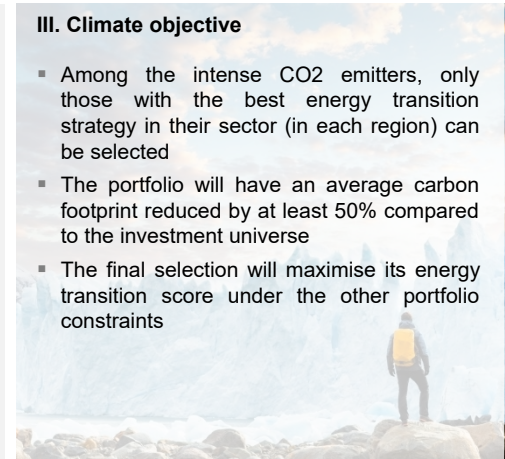 III. Climate objective
▪ Among the intense CO2 emitters, only
those with the best energy transition
strategy in their sector (in each region) can
be selected
▪ The portfolio will have an average carbon
footprint reduced by at least 50% compared
to the investment universe
▪ The final selection will maximise its energy
transition score under the other portfolio
constraints